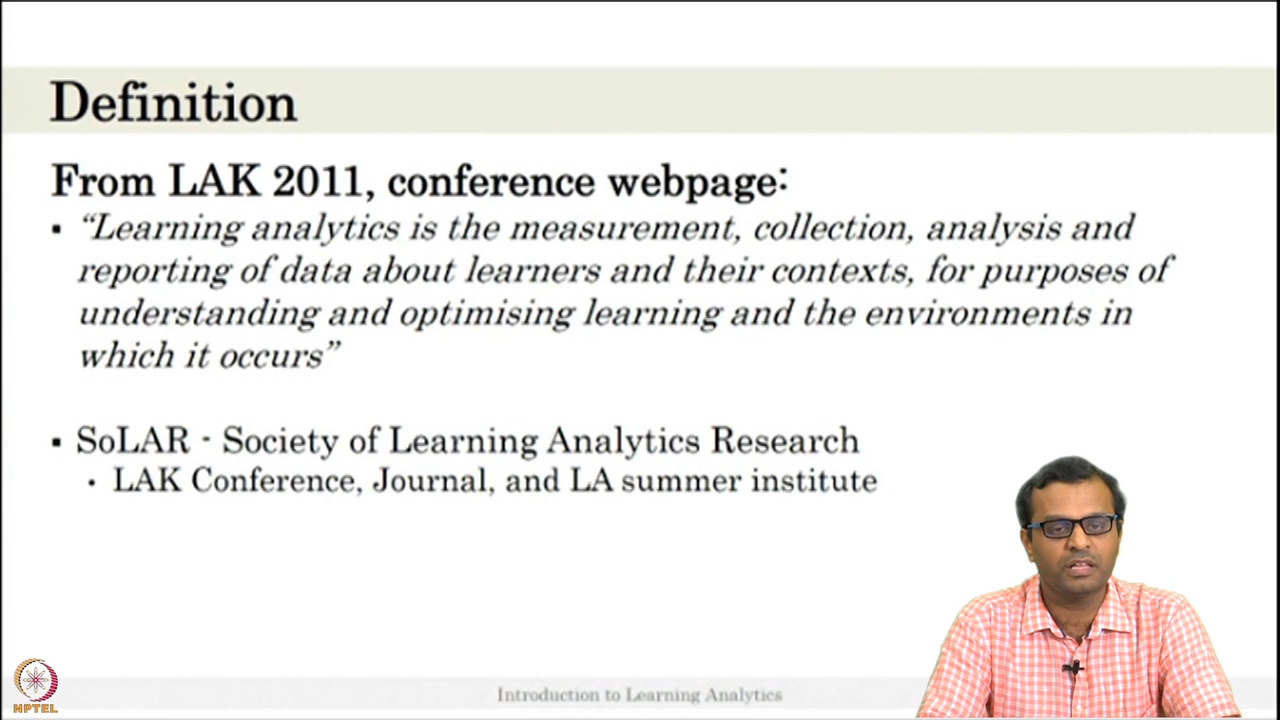 Definition
From LAK 2011, conference webpage:
▪ “Learning analytics is the measurement, collection, analysis and
reporting of data about learners and their contexts, for purposes of
understanding and optimising learning and the environments in
which it occurs”
▪ SoLAR - Society of Learning Analytics Research
• LAK Conference, Journal, and LA summer institute
Introduction to Learning Analytics
NPTEL